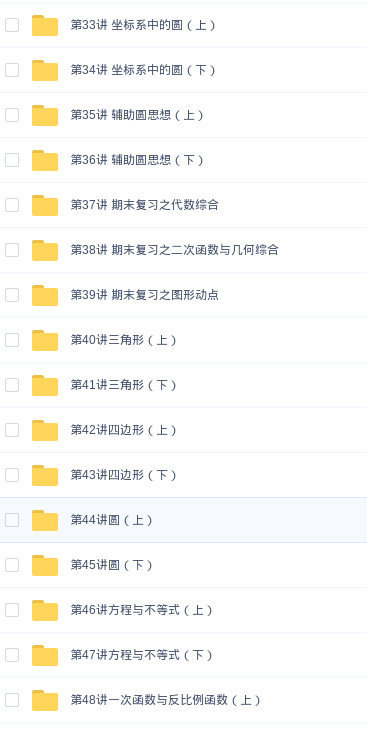 第33讲 坐标系中的圆（上）
第34讲 坐标系中的圆（下）
第35讲 辅助圆思想（上）
第36讲 辅助圆思想（下）
第37讲 期末复习之代数综合
第38讲 期末复习之二次函数与几何综合
第39讲 期末复习之图形动点
第40讲三角形（上）
第41讲三角形（下）
第42讲四边形（上）
第43讲四边形（下）
第44讲圆（上）
第45讲圆（下）
第46讲方程与不等式（上）
第47讲方程与不等式（下）
第48讲一次函数与反比例函数（上）